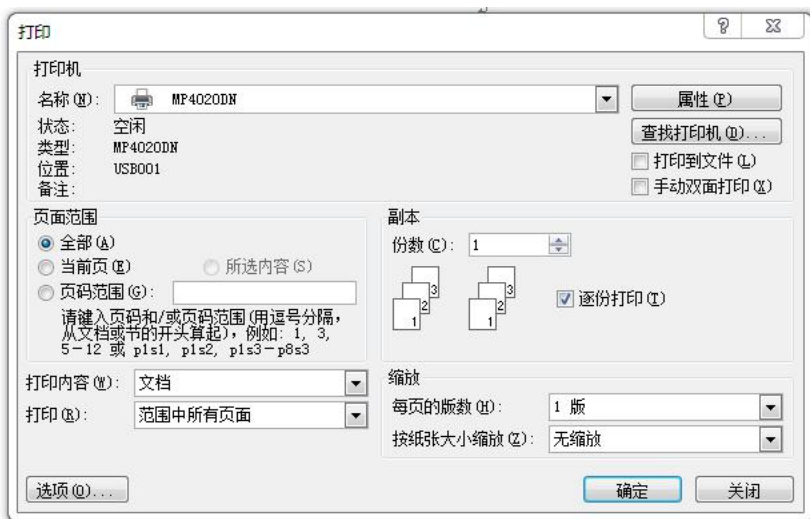 打印
打印机
名称(N): MP4020DN
属性(P)
状态: 空闲
查找打印机(D)...
类型: MP4020DN
位置: USB001
打印到文件(L)
备注:
手动双面打印(X)
页面范围
全部(A)
当前页(E) 所选内容(S)
页码范围(G):
请键入页码和/或页码范围(用逗号分隔,
从文档或节的开头算起),例如: 1, 3,
5-12 或 p1s1, p1s2, p1s3-p8s3
副本
份数(C): 1
1 2 3 1 2 3
逐份打印(T)
打印内容(W): 文档
打印(R): 范围中所有页面
缩放
每页的版数(H): 1 版
按纸张大小缩放(Z): 无缩放
选项(O)...
确定 关闭